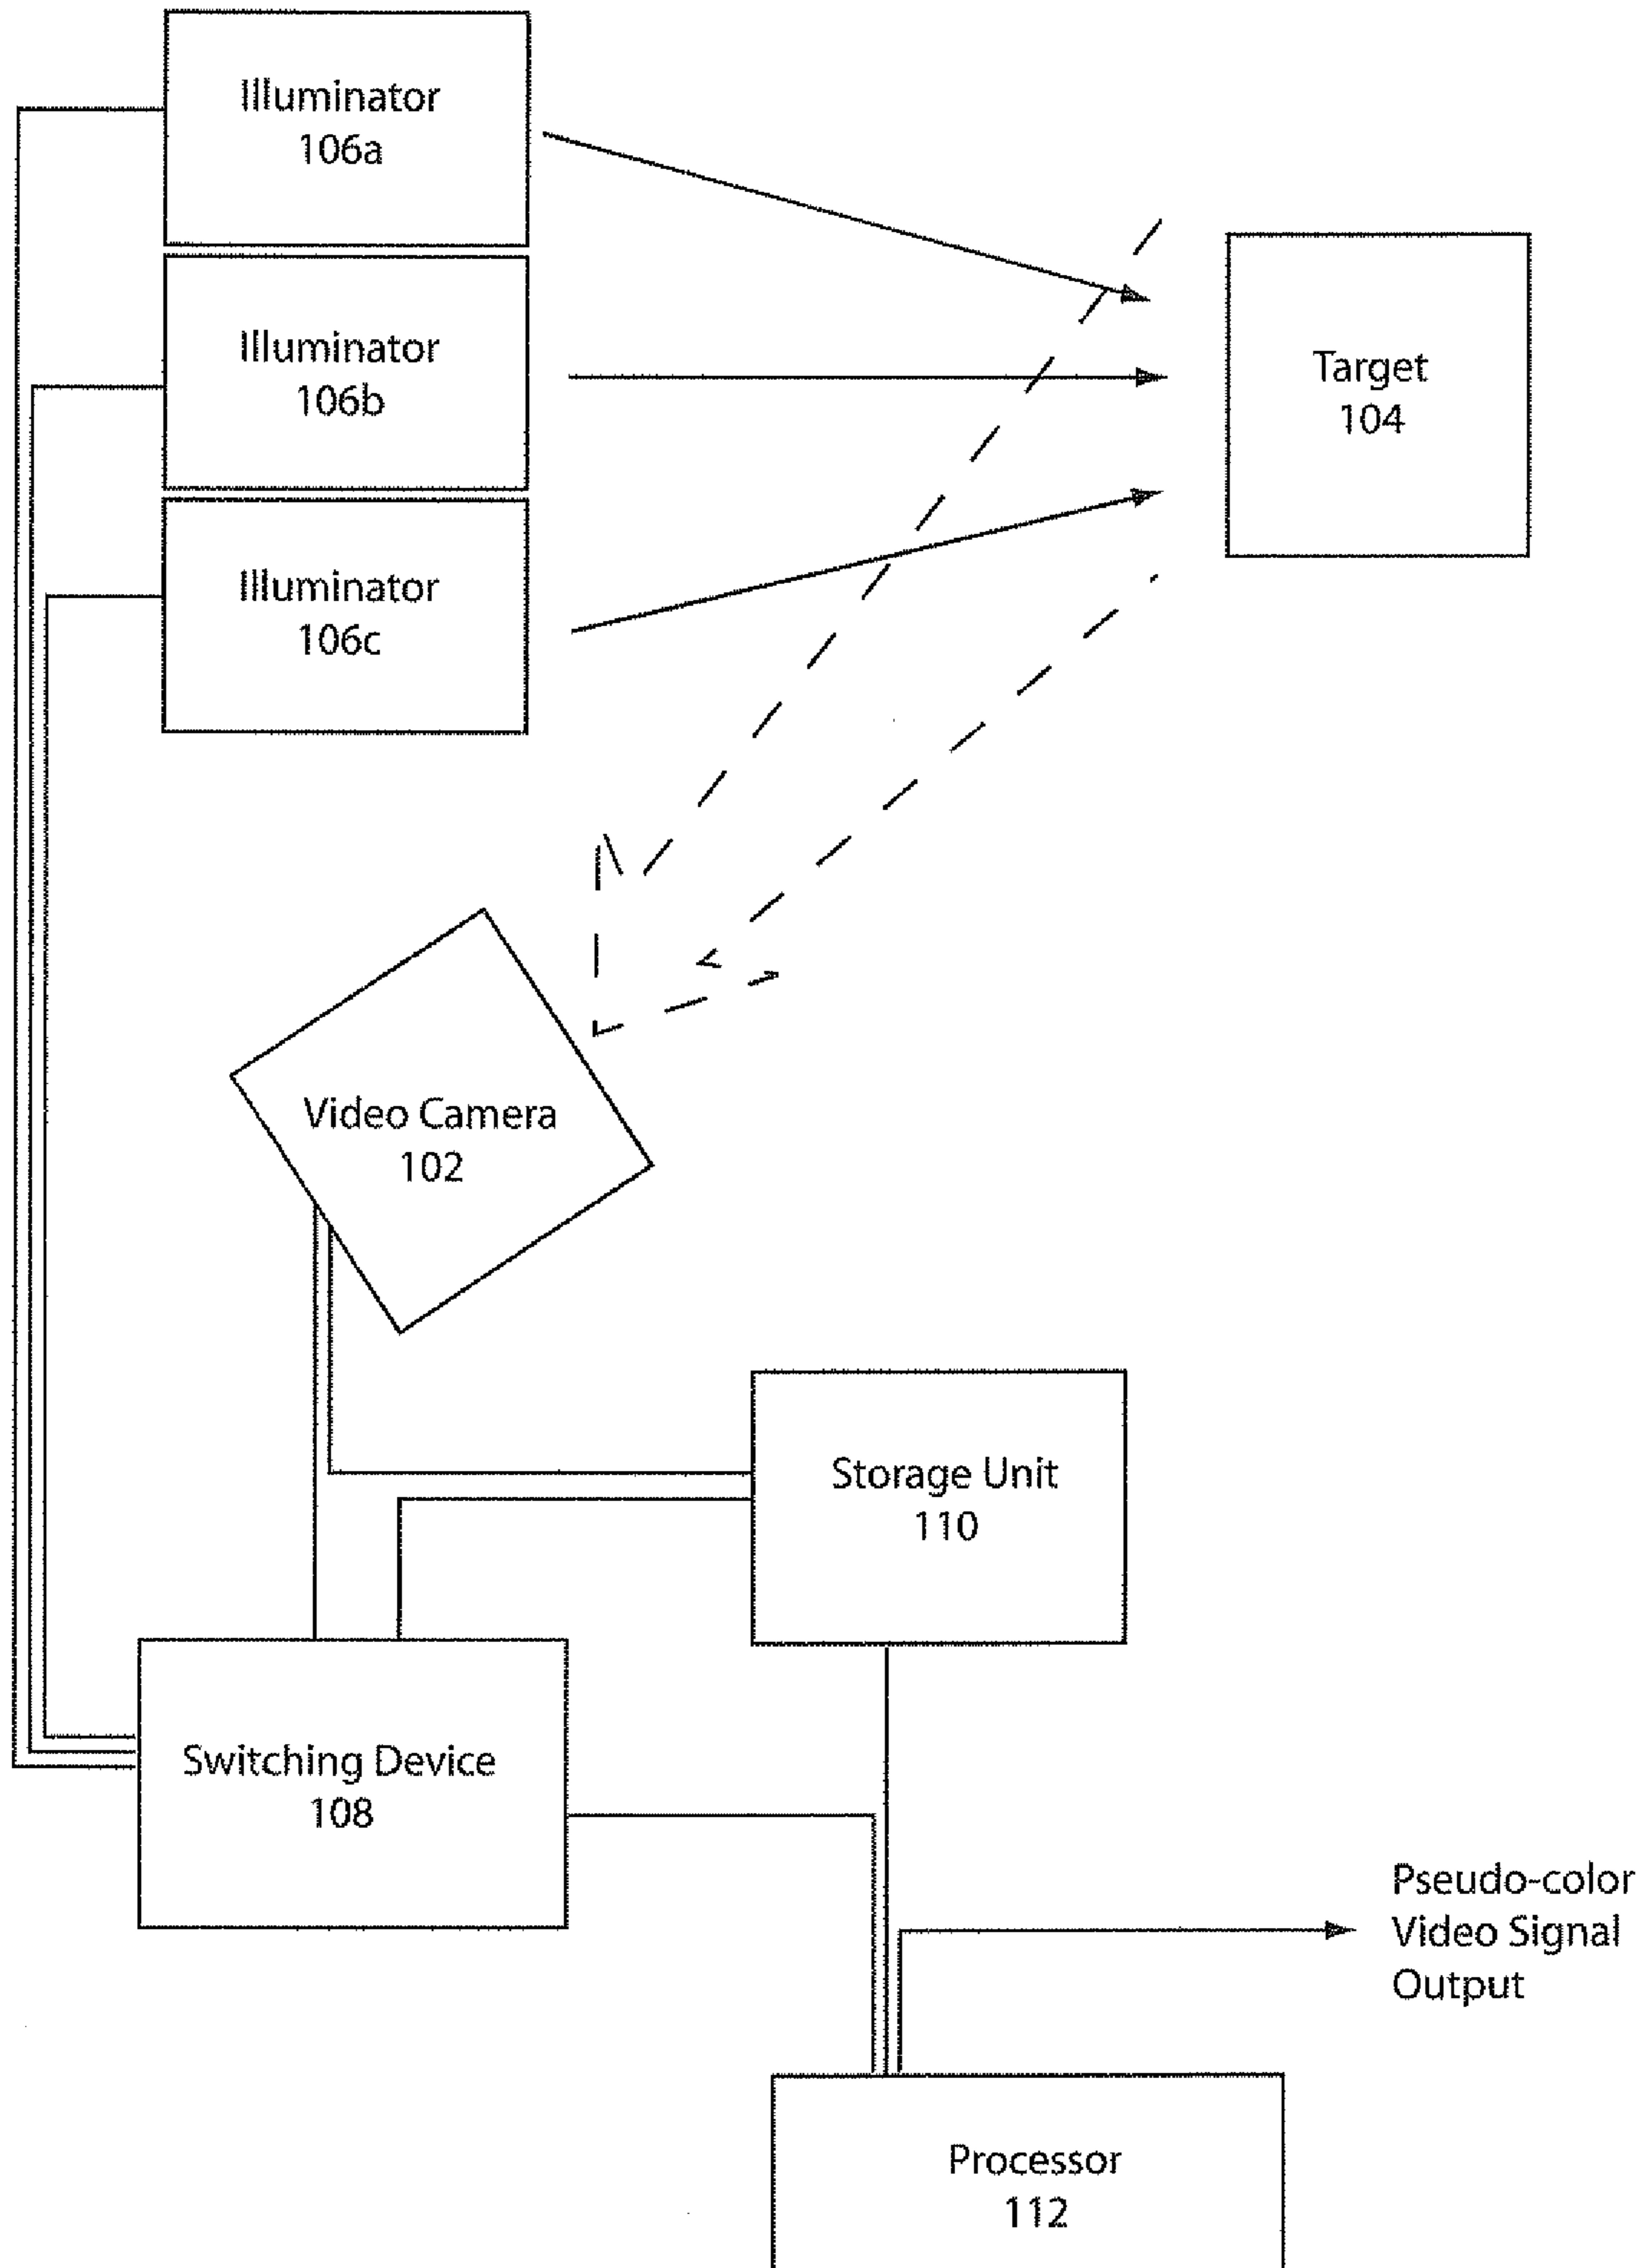 Illuminator
106a
Illuminator
106b
Illuminator
106c
Target
104
Video Camera
102
Storage Unit
110
Switching Device
108
Pseudo-color
Video Signal
Output
Processor
112